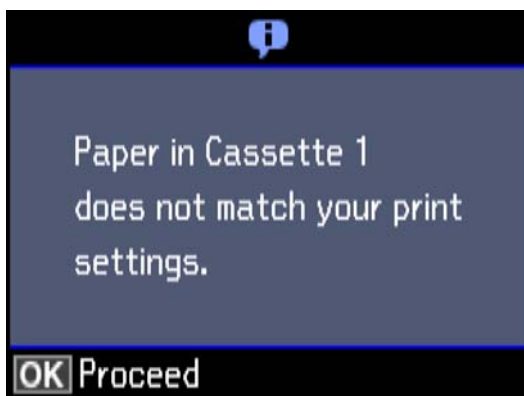 Paper in Cassette 1
does not match your print
settings.
OK Proceed